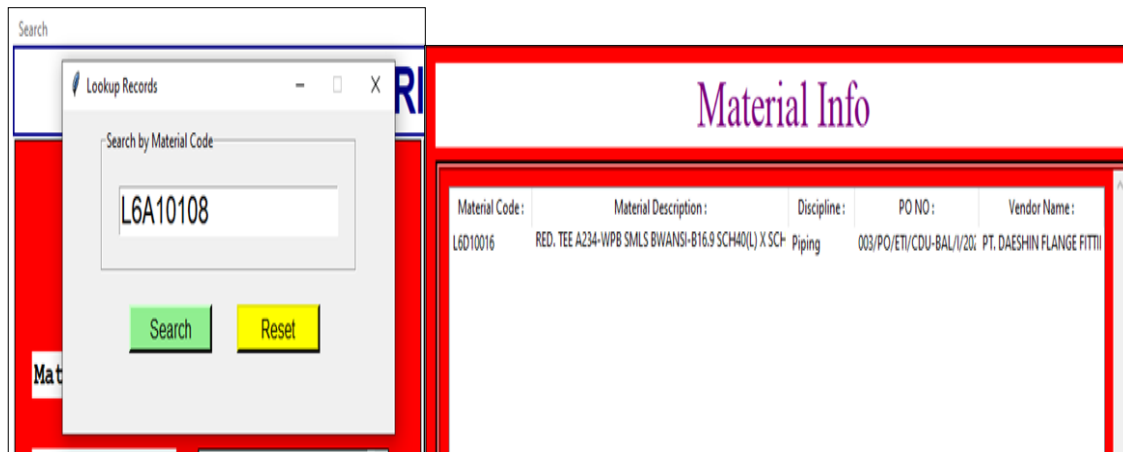 Search
Lookup Records
RI
Material Info
Search by Material Code
L6A10108
Material Code : Material Description : Discipline : PO NO : Vendor Name :
L6D10016 RED. TEE A234-WPB SMLS BWANSI-B16.9 SCH40(L) X SCH Piping 003/PO/ETI/CDU-BAL/I/202 PT. DAESHIN FLANGE FITTI
Search Reset
Mat